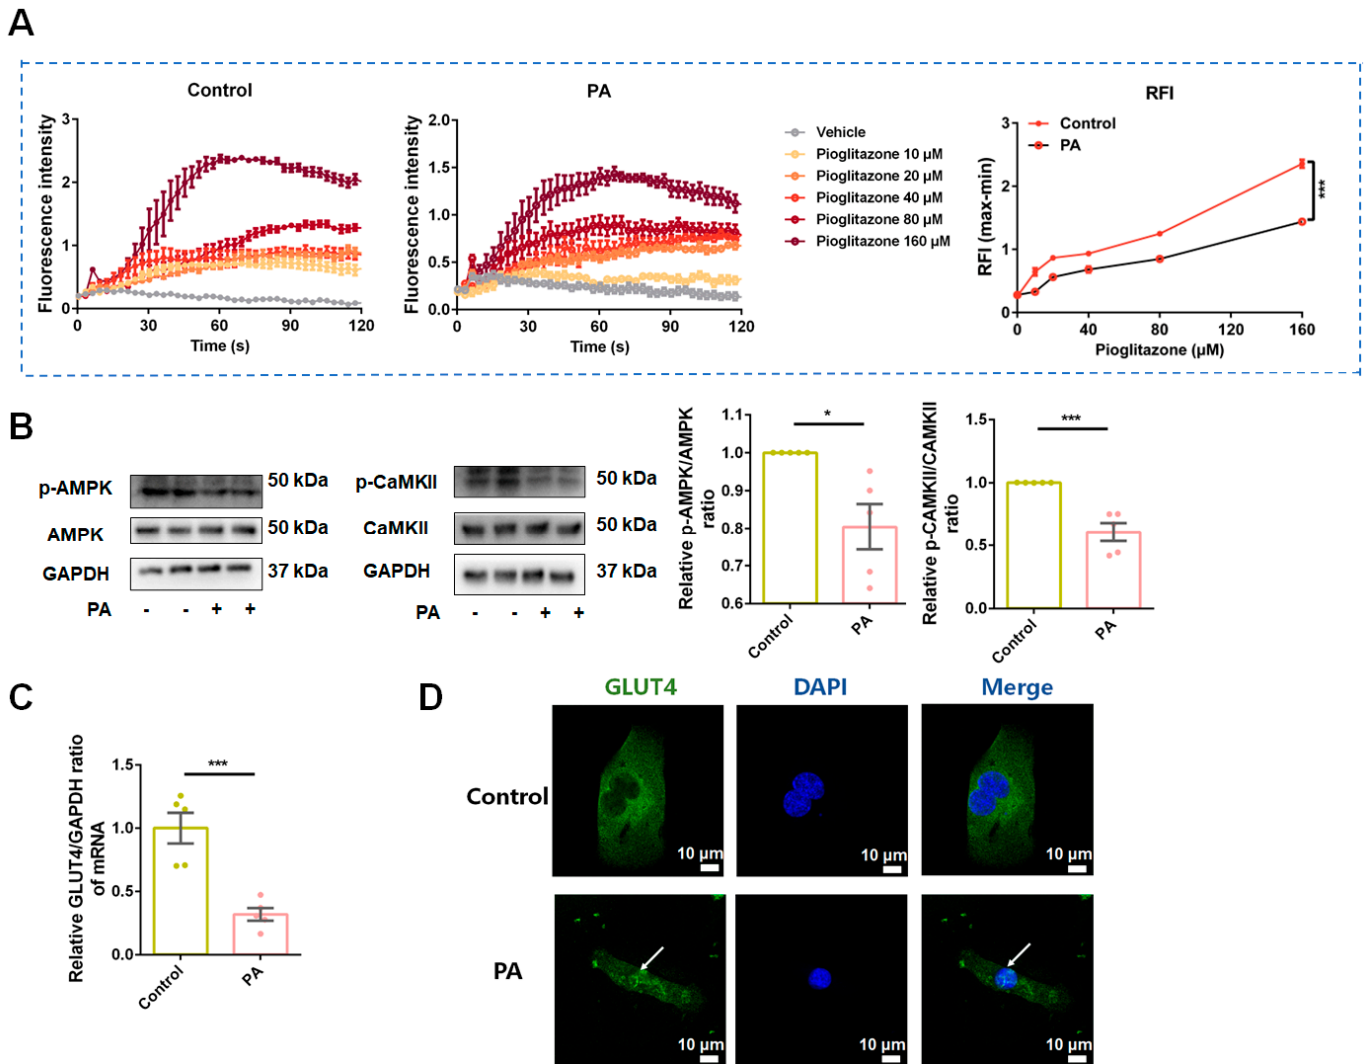 A
Control
Fluorescence intensity
3
2
1
0
0 30 60 90 120
Time (s)
PA
Fluorescence intensity
2.0
1.5
1.0
0.5
0.0
0 30 60 90 120
Time (s)
Vehicle
Pioglitazone 10 μM
Pioglitazone 20 μM
Pioglitazone 40 μM
Pioglitazone 80 μM
Pioglitazone 160 μM
RFI
Control
PA
RFI (max-min)
3
2
1
0
0 40 80 120 160
Pioglitazone (μM)
***
B
p-AMPK 50 kDa
AMPK 50 kDa
GAPDH 37 kDa
PA - - + +
p-CaMKII 50 kDa
CaMKII 50 kDa
GAPDH 37 kDa
PA - - + +
Relative p-AMPK/AMPK
ratio
1.1
1.0
0.9
0.8
0.7
0.6
*
Control PA
Relative p-CAMKII/CAMKII
ratio
1.5
1.0
0.5
0.0
***
Control PA
C
Relative GLUT4/GAPDH ratio
of mRNA
1.5
1.0
0.5
0.0
***
Control PA
D
GLUT4 DAPI Merge
Control
10 μm 10 μm 10 μm
PA
10 μm 10 μm 10 μm